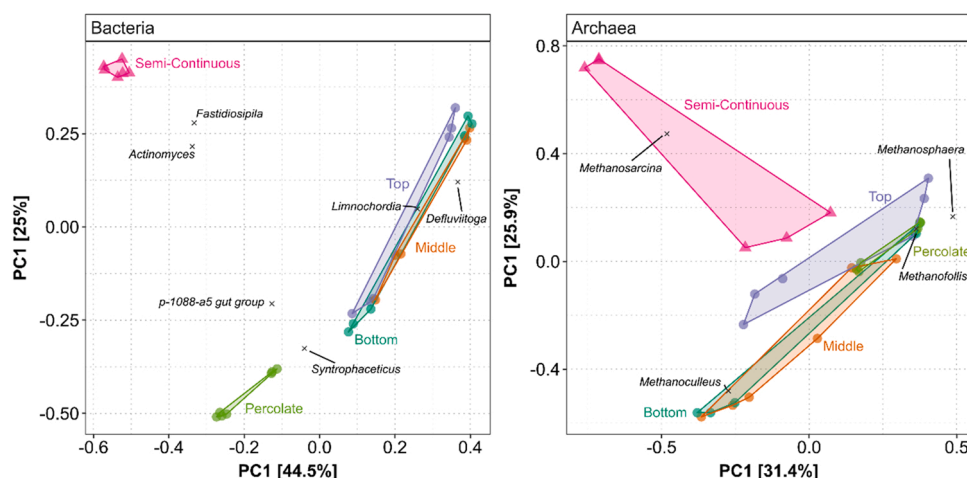 Bacteria
Semi-Continuous
Fastidiosipila
Actinomyces
Top
Limnochordia
Defluviitoga
Middle
p-1088-a5 gut group
Bottom
Syntrophaceticus
Percolate
0.25
0.00
-0.25
-0.50
PC1 [25%]
-0.6
-0.4
-0.2
0.0
0.2
0.4
PC1 [44.5%]
Archaea
Semi-Continuous
Methanosarcina
Methanosphaera
Top
Percolate
Methanofollis
Middle
Methanoculleus
Bottom
0.8
0.4
0.0
-0.4
PC1 [25.9%]
-0.5
0.0
0.5
PC1 [31.4%]